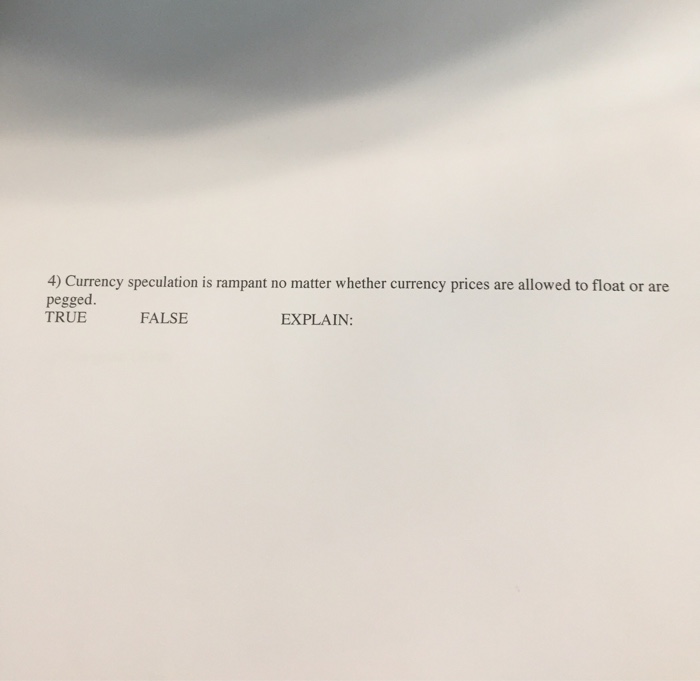 4) Currency speculation is rampant no matter whether currency prices are allowed to float or are
pegged.
TRUE FALSE EXPLAIN: